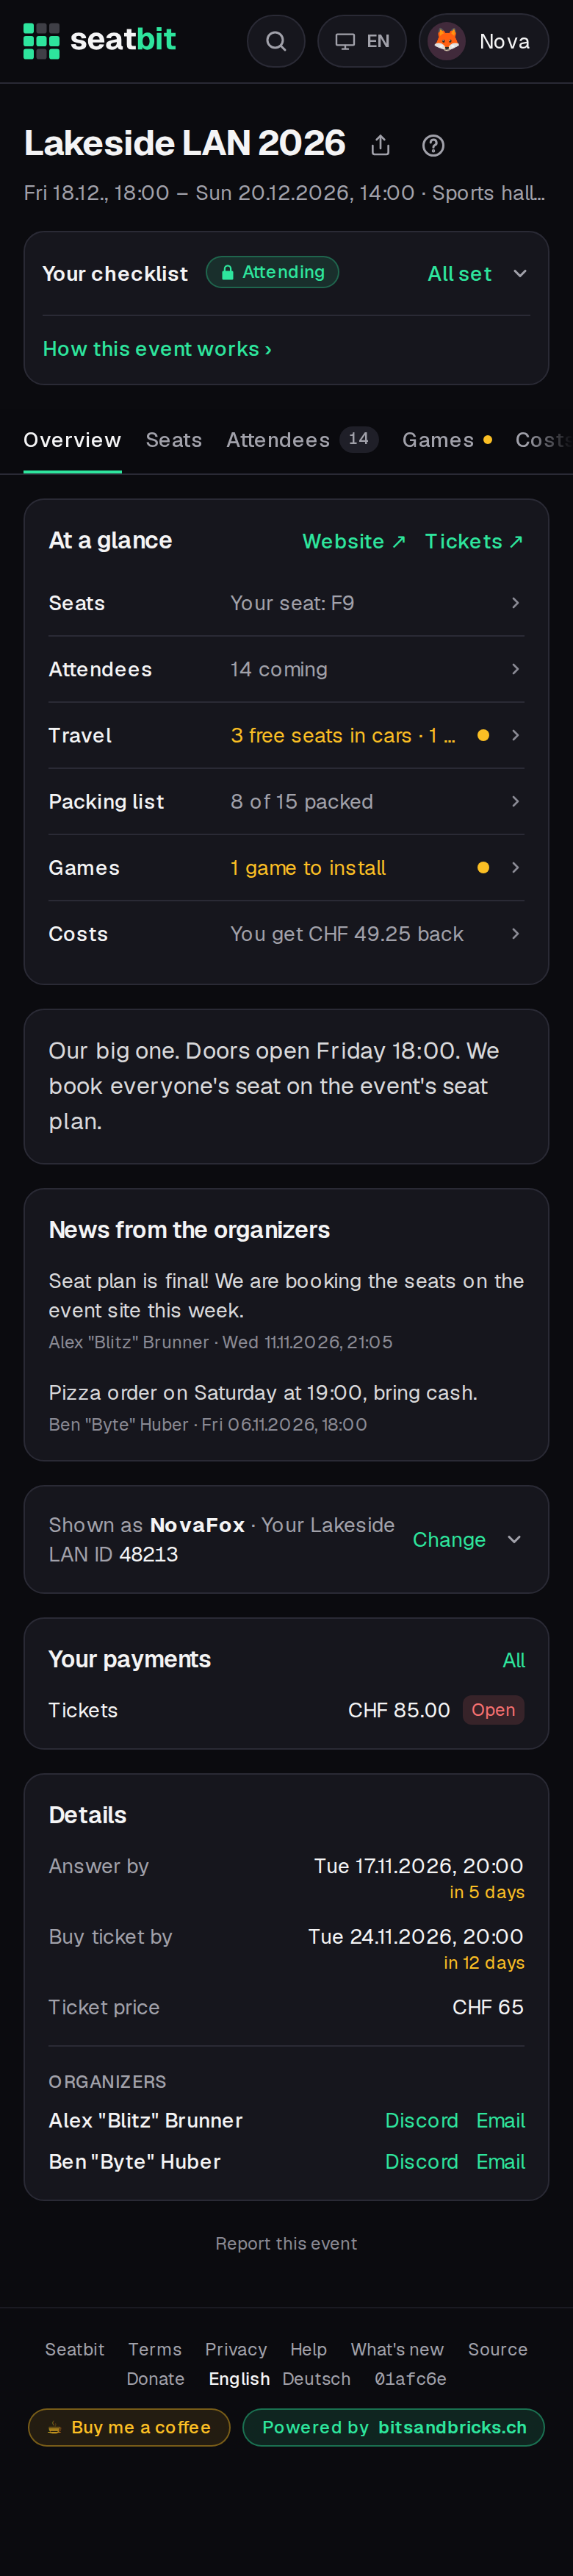 seatbit
EN
Nova
Lakeside LAN 2026
Fri 18.12., 18:00 – Sun 20.12.2026, 14:00 · Sports hall…
Your checklist Attending All set
How this event works ›
Overview Seats Attendees 14 Games Costs
At a glance Website ↗ Tickets ↗
Seats Your seat: F9
Attendees 14 coming
Travel 3 free seats in cars · 1 …
Packing list 8 of 15 packed
Games 1 game to install
Costs You get CHF 49.25 back
Our big one. Doors open Friday 18:00. We
book everyone's seat on the event's seat
plan.
News from the organizers
Seat plan is final! We are booking the seats on the
event site this week.
Alex "Blitz" Brunner · Wed 11.11.2026, 21:05
Pizza order on Saturday at 19:00, bring cash.
Ben "Byte" Huber · Fri 06.11.2026, 18:00
Shown as NovaFox · Your Lakeside
LAN ID 48213
Change
Your payments All
Tickets CHF 85.00 Open
Details
Answer by Tue 17.11.2026, 20:00
in 5 days
Buy ticket by Tue 24.11.2026, 20:00
in 12 days
Ticket price CHF 65
ORGANIZERS
Alex "Blitz" Brunner Discord Email
Ben "Byte" Huber Discord Email
Report this event
Seatbit Terms Privacy Help What's new Source
Donate English Deutsch 01afc6e
Buy me a coffee Powered by bitsandbricks.ch